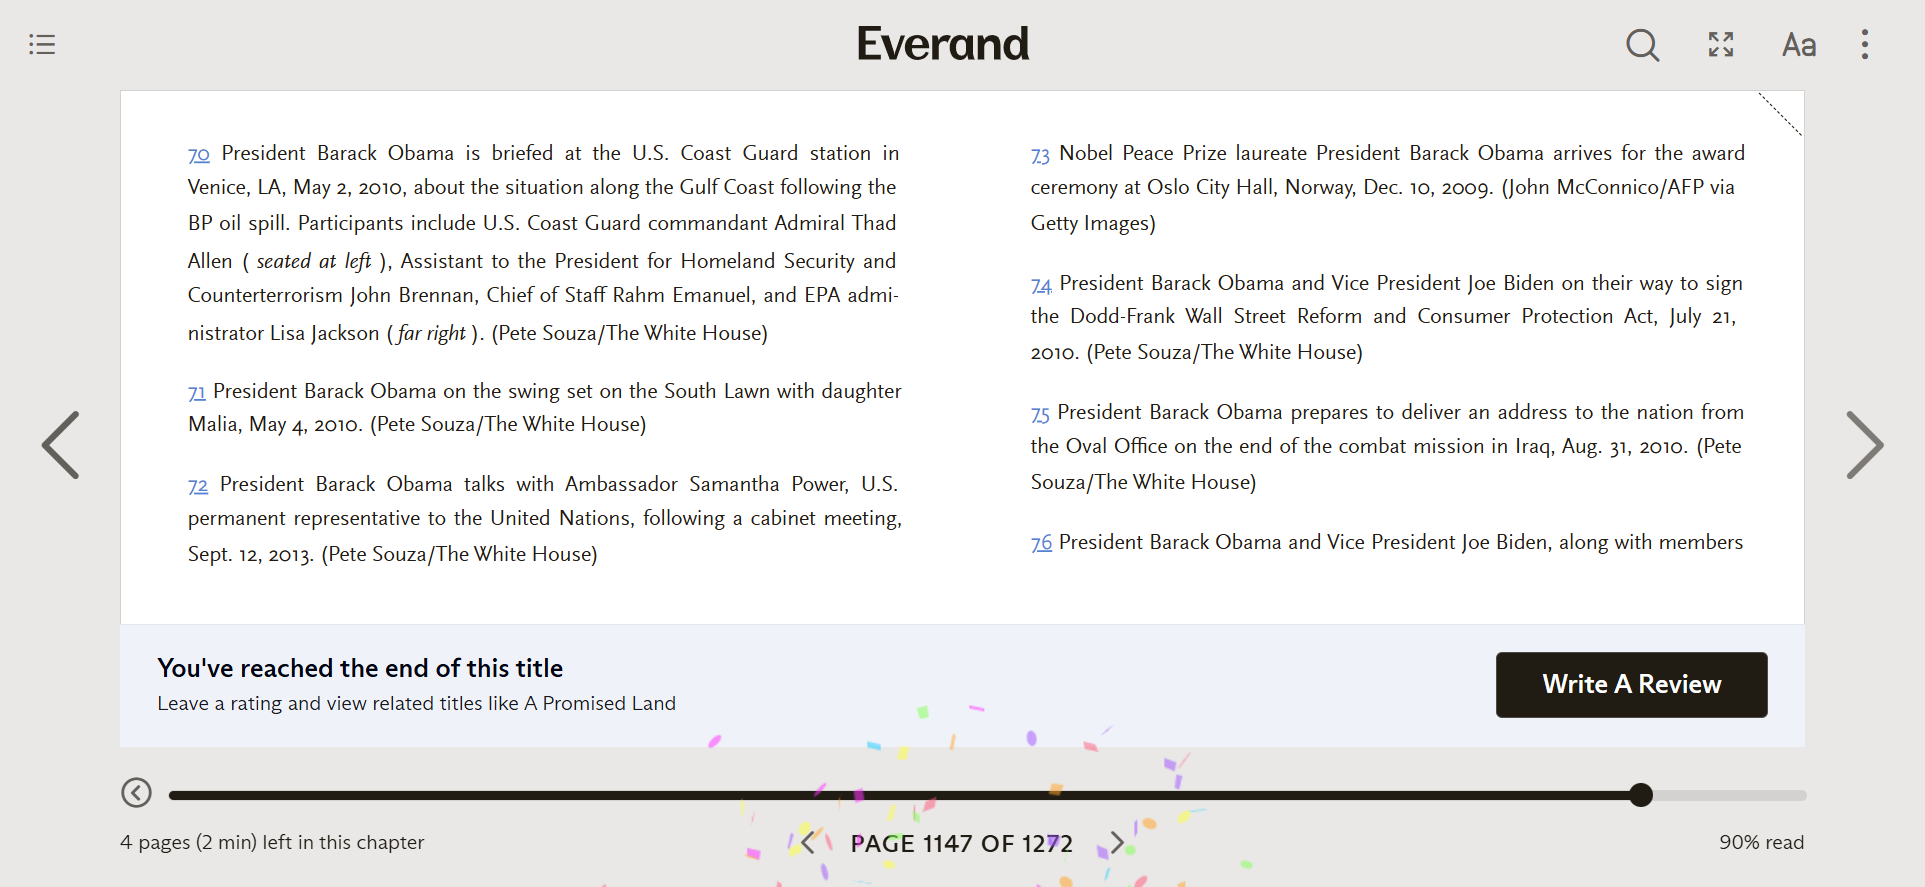 Everand
Aa
70 President Barack Obama is briefed at the U.S. Coast Guard station in
Venice, LA, May 2, 2010, about the situation along the Gulf Coast following the
BP oil spill. Participants include U.S. Coast Guard commandant Admiral Thad
Allen ( seated at left ), Assistant to the President for Homeland Security and
Counterterrorism John Brennan, Chief of Staff Rahm Emanuel, and EPA admi-
nistrator Lisa Jackson ( far right ). (Pete Souza/The White House)
71 President Barack Obama on the swing set on the South Lawn with daughter
Malia, May 4, 2010. (Pete Souza/The White House)
72 President Barack Obama talks with Ambassador Samantha Power, U.S.
permanent representative to the United Nations, following a cabinet meeting,
Sept. 12, 2013. (Pete Souza/The White House)
73 Nobel Peace Prize laureate President Barack Obama arrives for the award
ceremony at Oslo City Hall, Norway, Dec. 10, 2009. (John McConnico/AFP via
Getty Images)
74 President Barack Obama and Vice President Joe Biden on their way to sign
the Dodd-Frank Wall Street Reform and Consumer Protection Act, July 21,
2010. (Pete Souza/The White House)
75 President Barack Obama prepares to deliver an address to the nation from
the Oval Office on the end of the combat mission in Iraq, Aug. 31, 2010. (Pete
Souza/The White House)
76 President Barack Obama and Vice President Joe Biden, along with members
You've reached the end of this title
Leave a rating and view related titles like A Promised Land
Write A Review
4 pages (2 min) left in this chapter
PAGE 1147 OF 1272
90% read